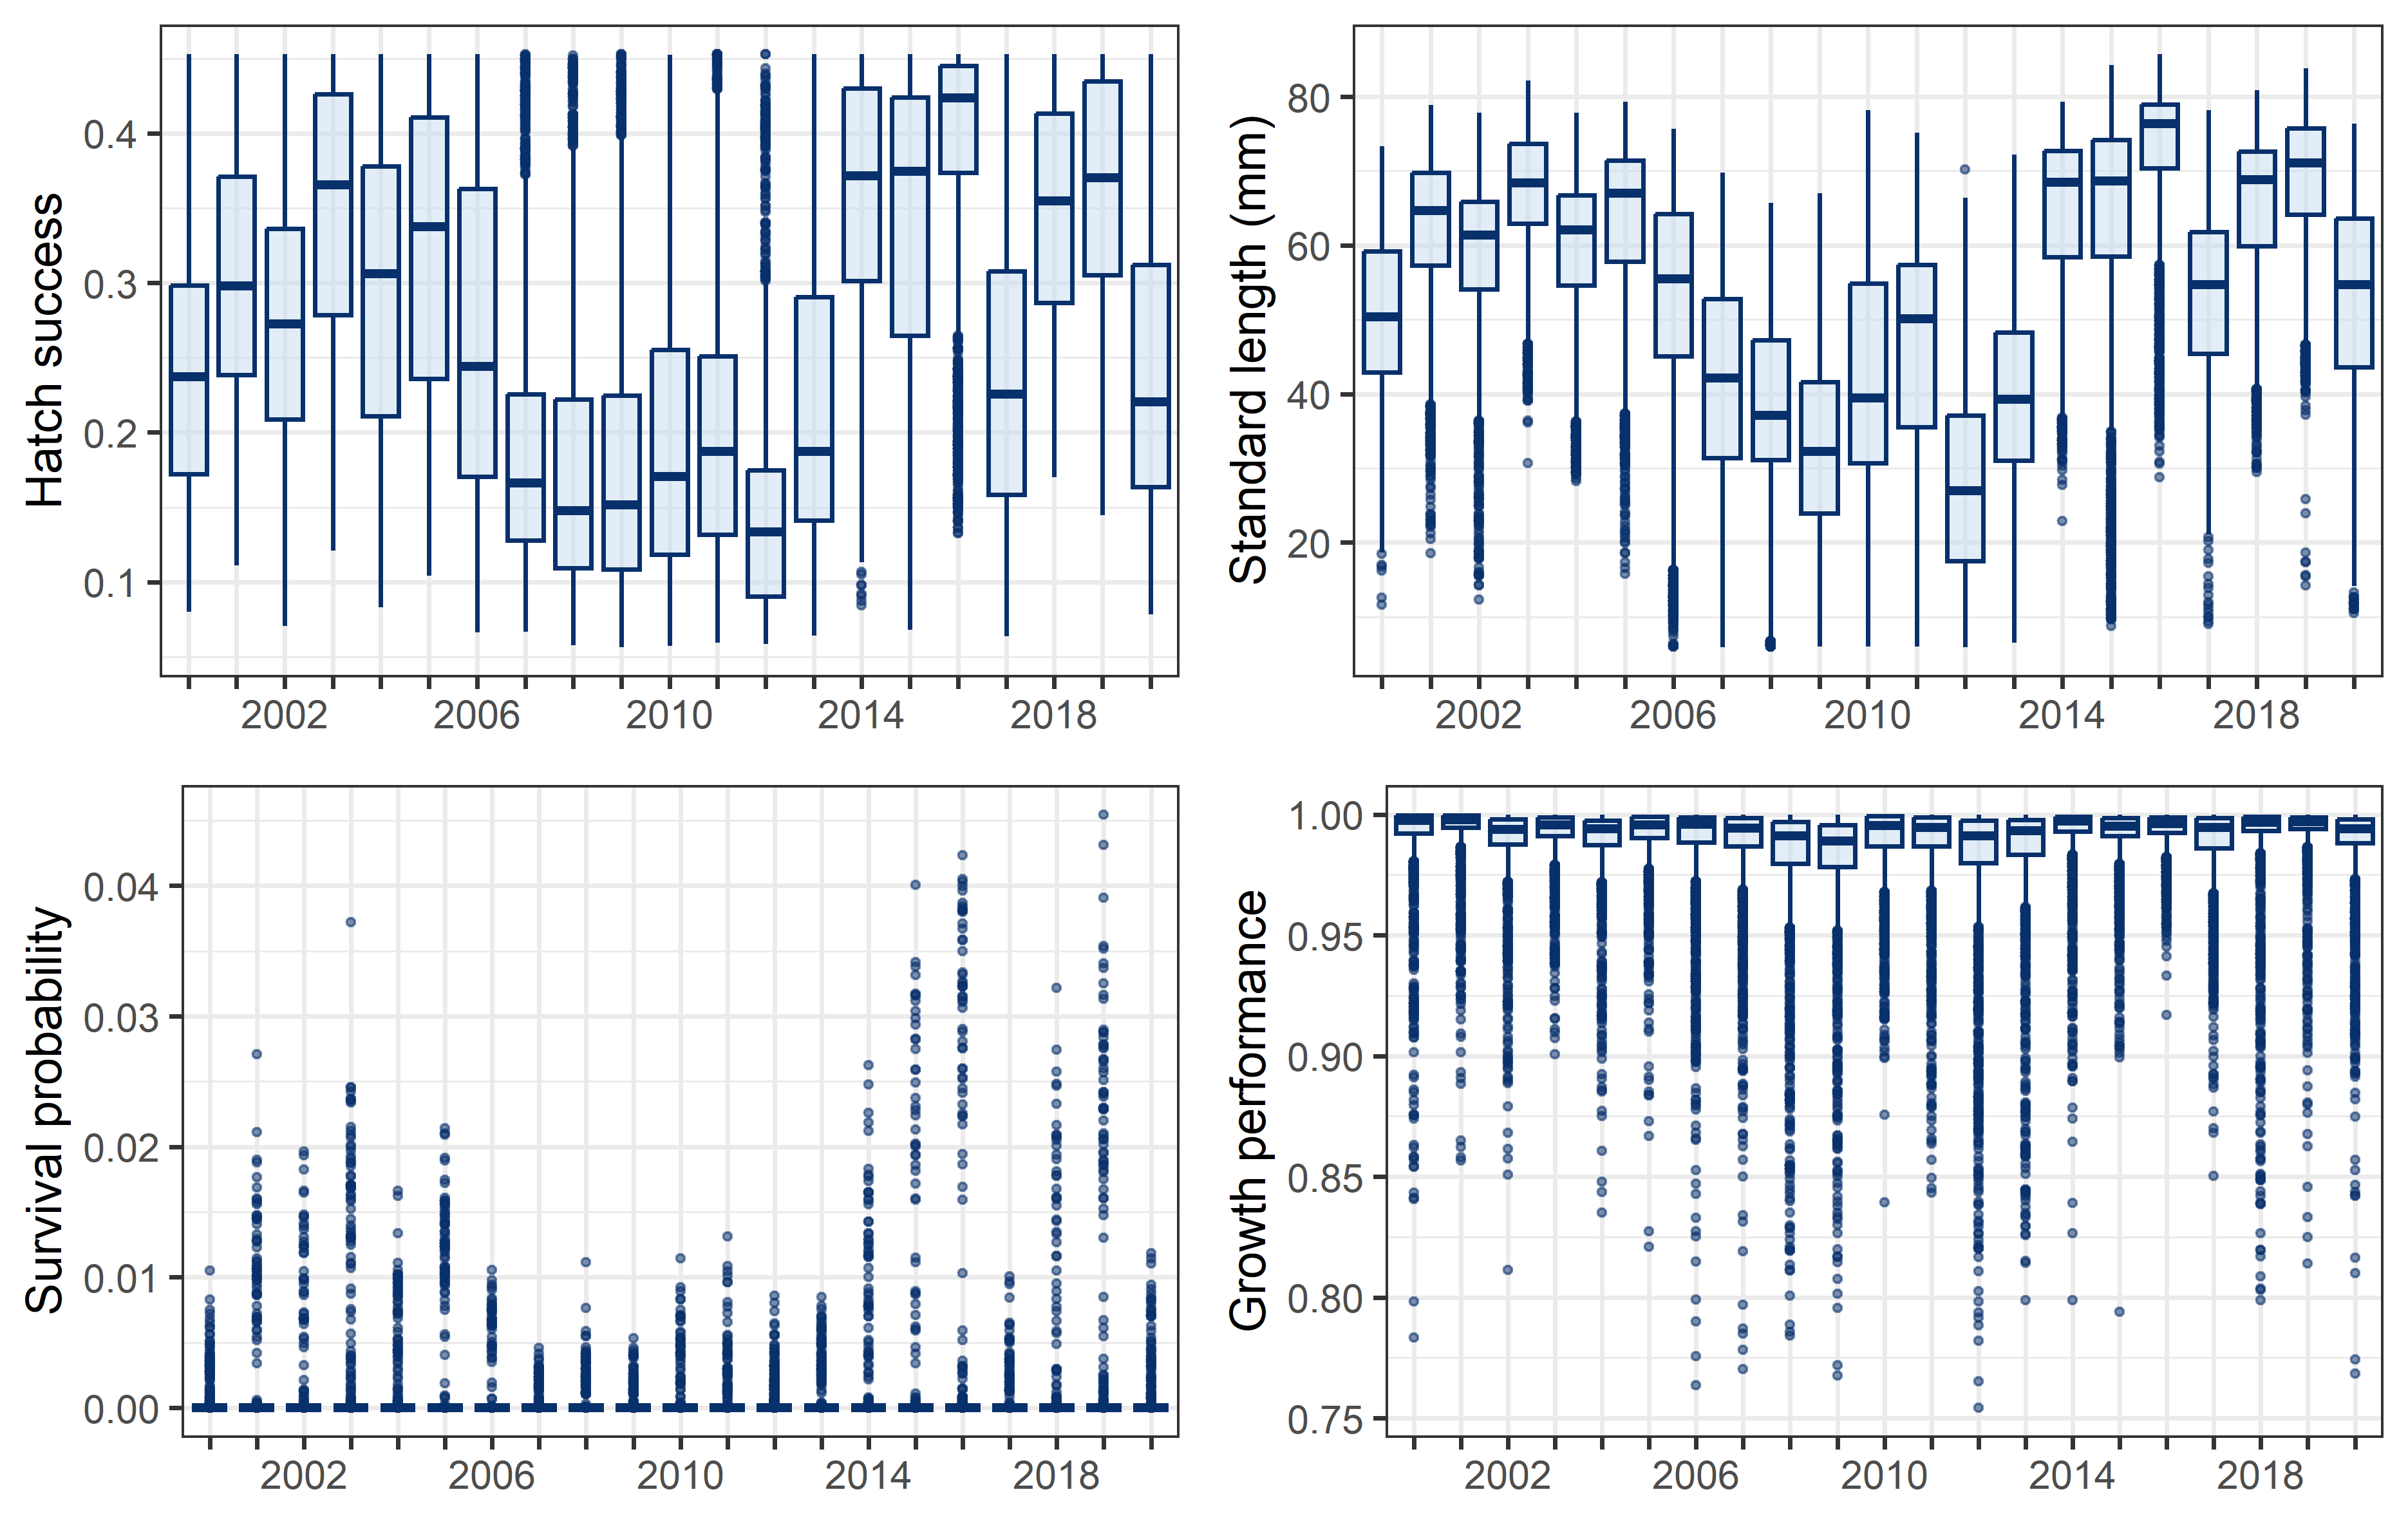 Hatch success
0.4
0.3
0.2
0.1
2002 2006 2010 2014 2018
Standard length (mm)
80
60
40
20
2002 2006 2010 2014 2018
Survival probability
0.04
0.03
0.02
0.01
0.00
2002 2006 2010 2014 2018
Growth performance
1.00
0.95
0.90
0.85
0.80
0.75
2002 2006 2010 2014 2018